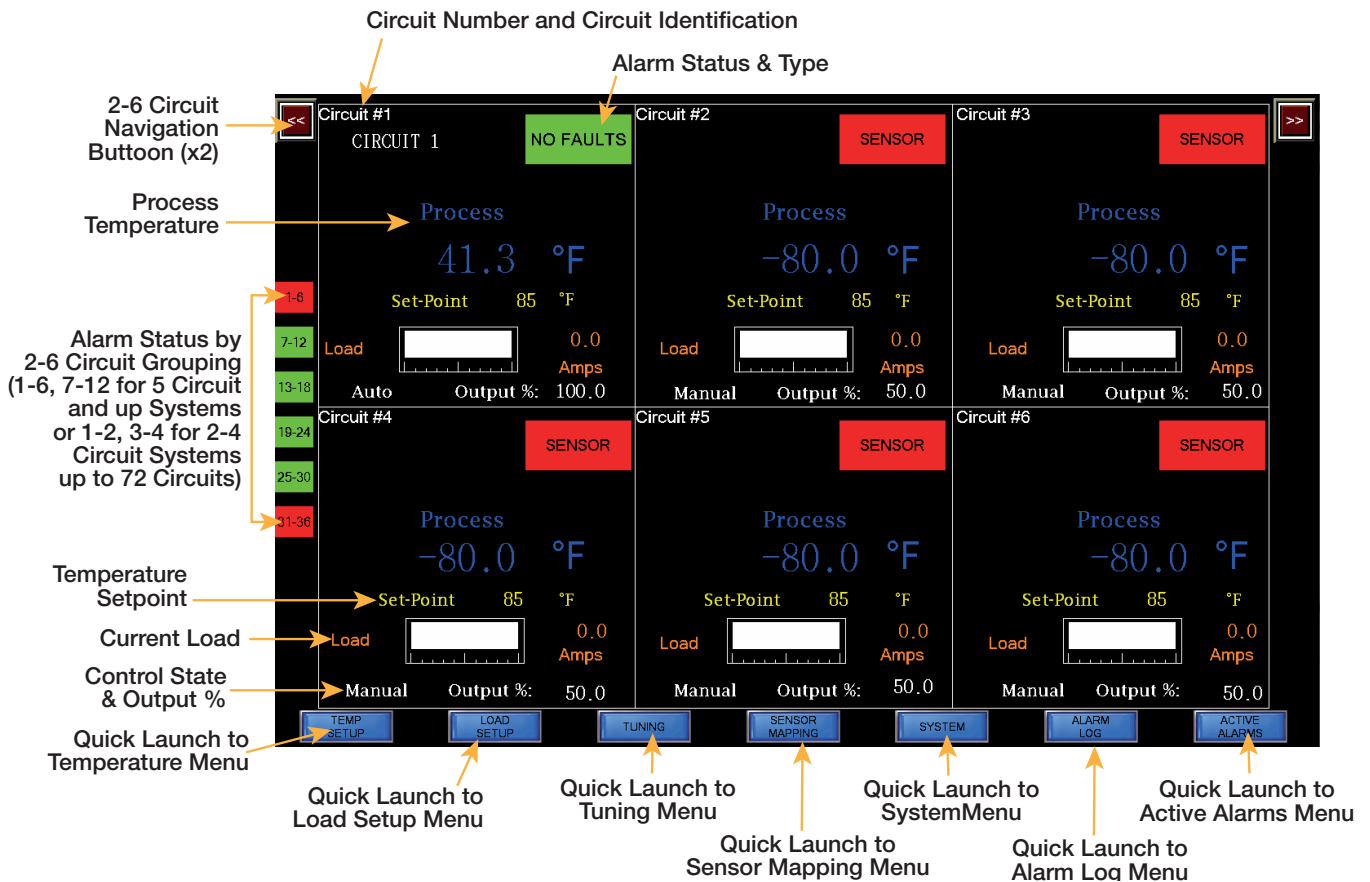 Circuit Number and Circuit Identification
Alarm Status & Type
2-6 Circuit
Navigation
Buttoon (x2)
Process
Temperature
Alarm Status by
2-6 Circuit Grouping
(1-6, 7-12 for 5 Circuit
and up Systems
or 1-2, 3-4 for 2-4
Circuit Systems
up to 72 Circuits)
Temperature
Setpoint
Current Load
Control State
& Output %
Quick Launch to
Temperature Menu
<<
>>
1-6
7-12
13-18
19-24
25-30
31-36
Circuit #1
CIRCUIT 1
NO FAULTS
Process
41.3 °F
Set-Point 85 °F
Load
0.0
Amps
Auto Output %: 100.0
Circuit #2
SENSOR
Process
-80.0 °F
Set-Point 85 °F
Load
0.0
Amps
Manual Output %: 50.0
Circuit #3
SENSOR
Process
-80.0 °F
Set-Point 85 °F
Load
0.0
Amps
Manual Output %: 50.0
Circuit #4
SENSOR
Process
-80.0 °F
Set-Point 85 °F
Load
0.0
Amps
Manual Output %: 50.0
Circuit #5
SENSOR
Process
-80.0 °F
Set-Point 85 °F
Load
0.0
Amps
Manual Output %: 50.0
Circuit #6
SENSOR
Process
-80.0 °F
Set-Point 85 °F
Load
0.0
Amps
Manual Output %: 50.0
TEMP
SETUP
LOAD
SETUP
TUNING
SENSOR
MAPPING
SYSTEM
ALARM
LOG
ACTIVE
ALARMS
Quick Launch to
Load Setup Menu
Quick Launch to
Tuning Menu
Quick Launch to
Sensor Mapping Menu
Quick Launch to
SystemMenu
Quick Launch to
Alarm Log Menu
Quick Launch to
Active Alarms Menu